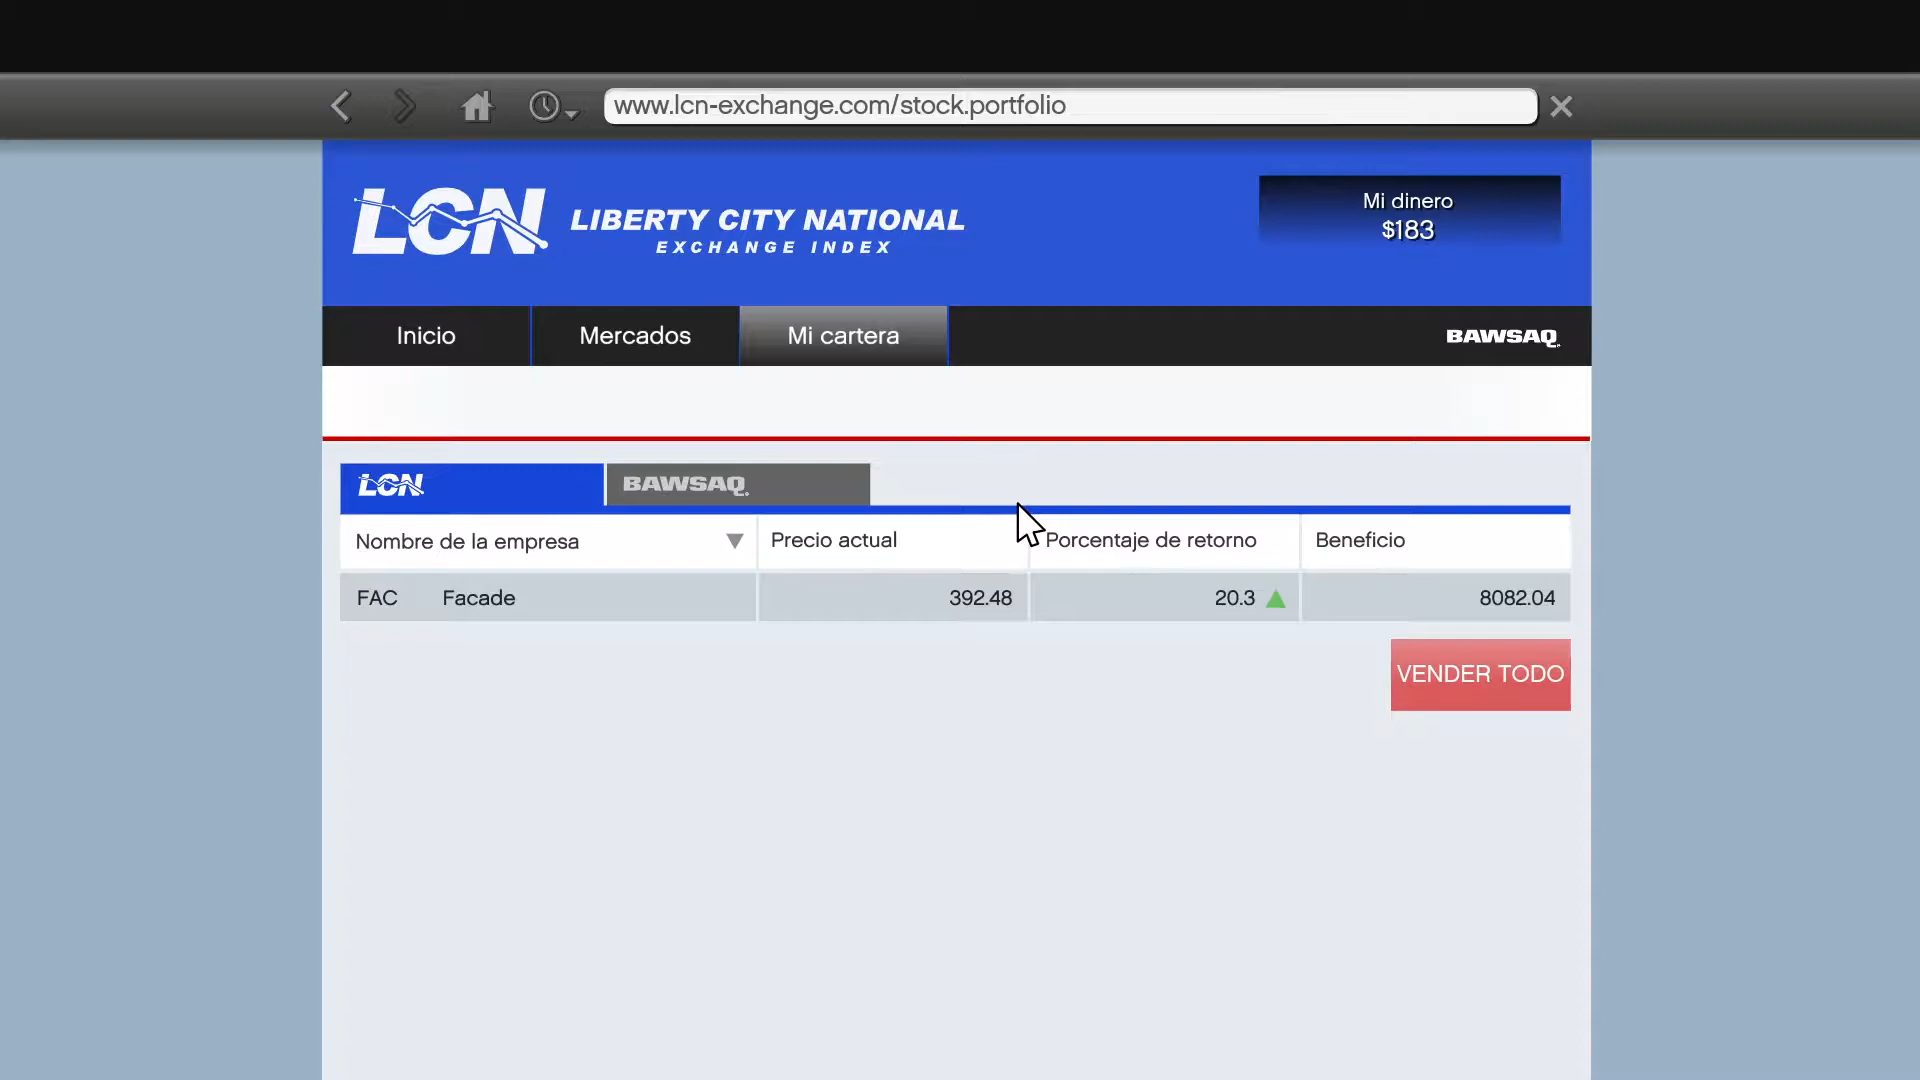 www.lcn-exchange.com/stock.portfolio
LCN LIBERTY CITY NATIONAL
EXCHANGE INDEX
Mi dinero
$183
Inicio Mercados Mi cartera BAWSAQ
LCN BAWSAQ
Nombre de la empresa Precio actual Porcentaje de retorno Beneficio
FAC Facade 392.48 20.3 8082.04
VENDER TODO